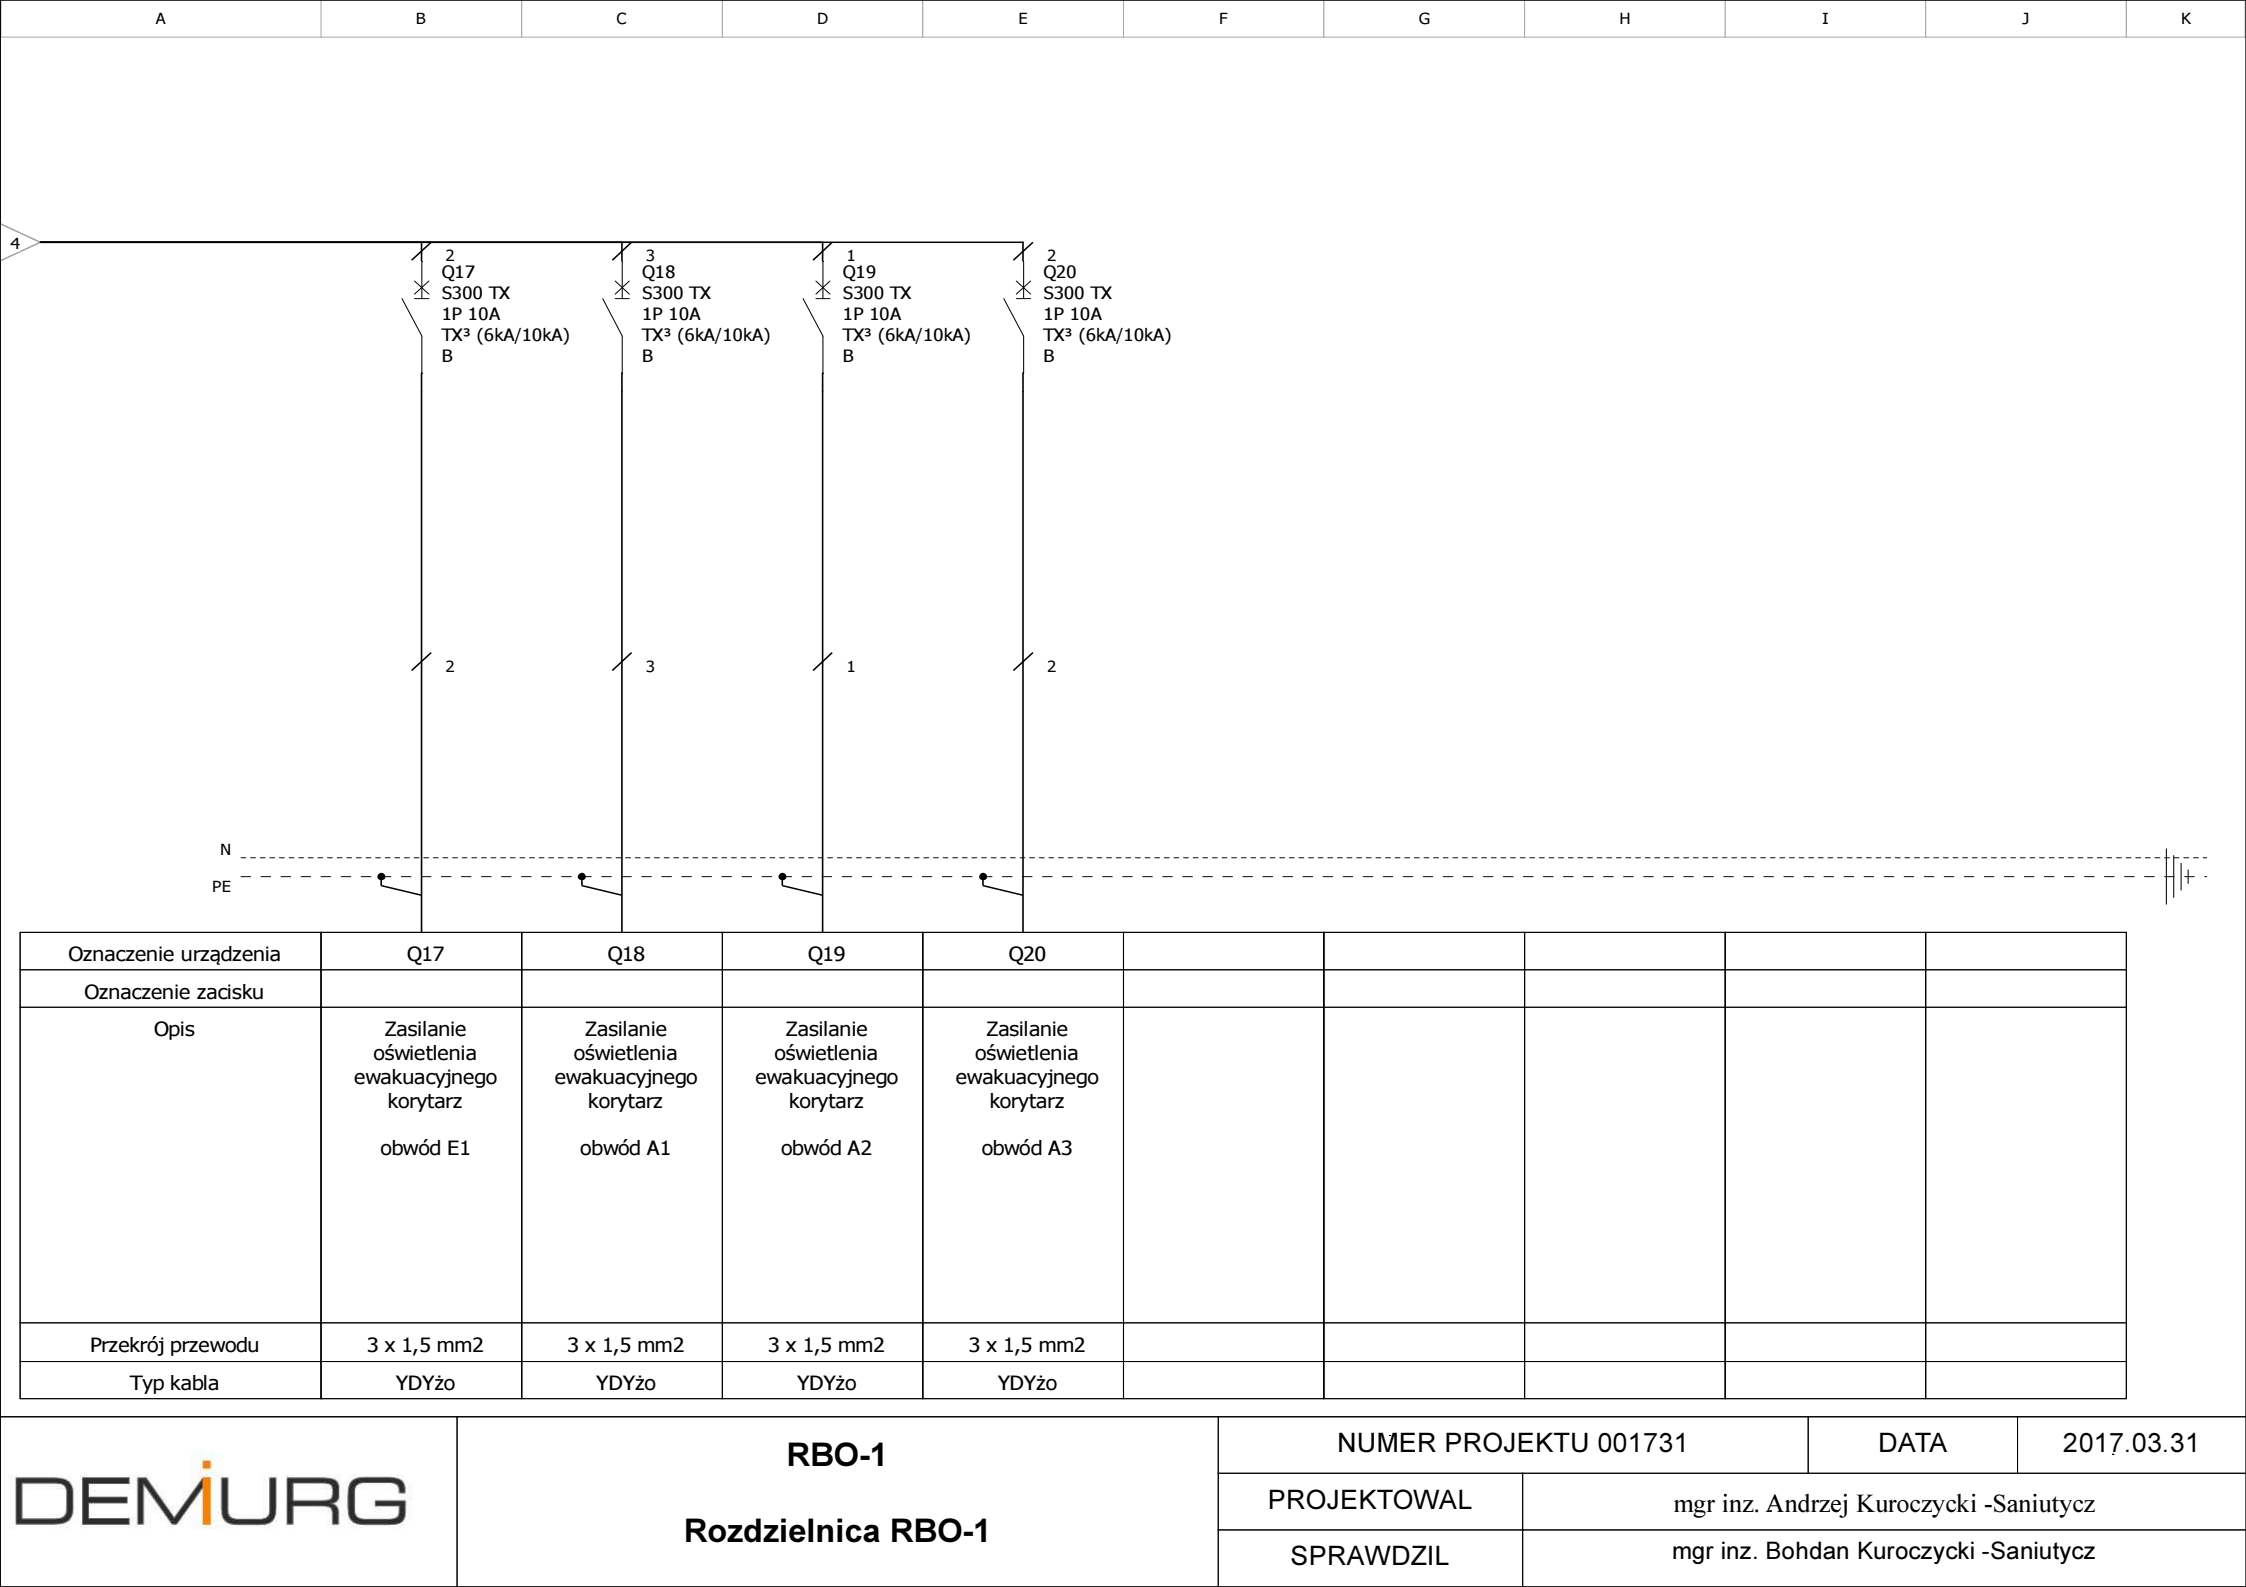 A B C D E F G H I J K
4
2 3 1 2
Q17 Q18 Q19 Q20
S300 TX S300 TX S300 TX S300 TX
1P 10A 1P 10A 1P 10A 1P 10A
TX³ (6kA/10kA) TX³ (6kA/10kA) TX³ (6kA/10kA) TX³ (6kA/10kA)
B B B B
2 3 1 2
N
PE
Oznaczenie urządzenia Q17 Q18 Q19 Q20
Oznaczenie zacisku
Opis Zasilanie Zasilanie Zasilanie Zasilanie
oświetlenia oświetlenia oświetlenia oświetlenia
ewakuacyjnego ewakuacyjnego ewakuacyjnego ewakuacyjnego
korytarz korytarz korytarz korytarz
obwód E1 obwód A1 obwód A2 obwód A3
Przekrój przewodu 3 x 1,5 mm2 3 x 1,5 mm2 3 x 1,5 mm2 3 x 1,5 mm2
Typ kabla YDYżo YDYżo YDYżo YDYżo
DEMiURG
RBO-1
Rozdzielnica RBO-1
NUMER PROJEKTU 001731 DATA 2017.03.31
PROJEKTOWAL mgr inz. Andrzej Kuroczycki -Saniutycz
SPRAWDZIL mgr inz. Bohdan Kuroczycki -Saniutycz